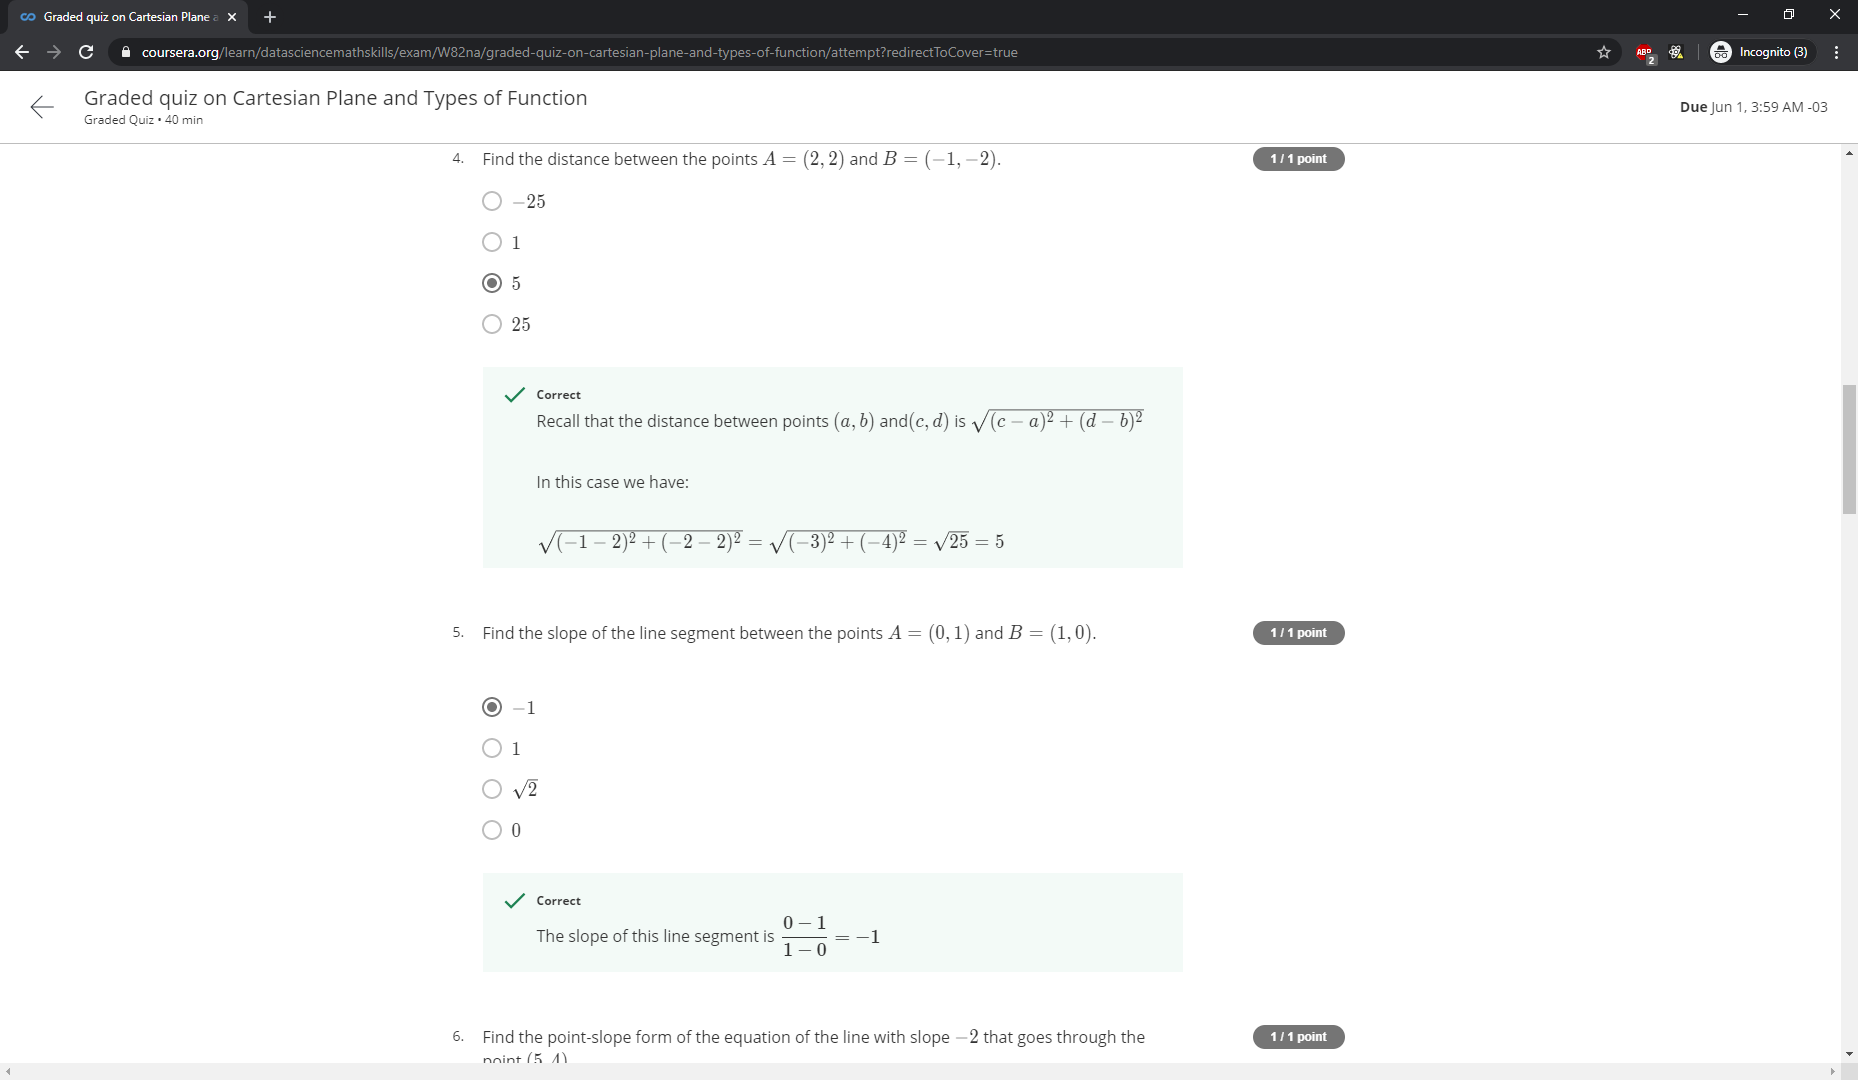 Graded quiz on Cartesian Plane a
coursera.org/learn/datasciencemathskills/exam/W82na/graded-quiz-on-cartesian-plane-and-types-of-function/attempt?redirectToCover=true
ABP
2
Incognito (3)
Graded quiz on Cartesian Plane and Types of Function
Graded Quiz • 40 min
Due Jun 1, 3:59 AM -03
4. Find the distance between the points A = (2, 2) and B = (−1, −2).
1 / 1 point
−25
1
5
25
Correct
Recall that the distance between points (a, b) and(c, d) is √(c − a)² + (d − b)²
In this case we have:
√(−1 − 2)² + (−2 − 2)² = √(−3)² + (−4)² = √25 = 5
5. Find the slope of the line segment between the points A = (0, 1) and B = (1, 0).
1 / 1 point
−1
1
√2
0
Correct
The slope of this line segment is 0 − 1 / 1 − 0 = −1
6. Find the point-slope form of the equation of the line with slope −2 that goes through the
1 / 1 point
point (5, 4)